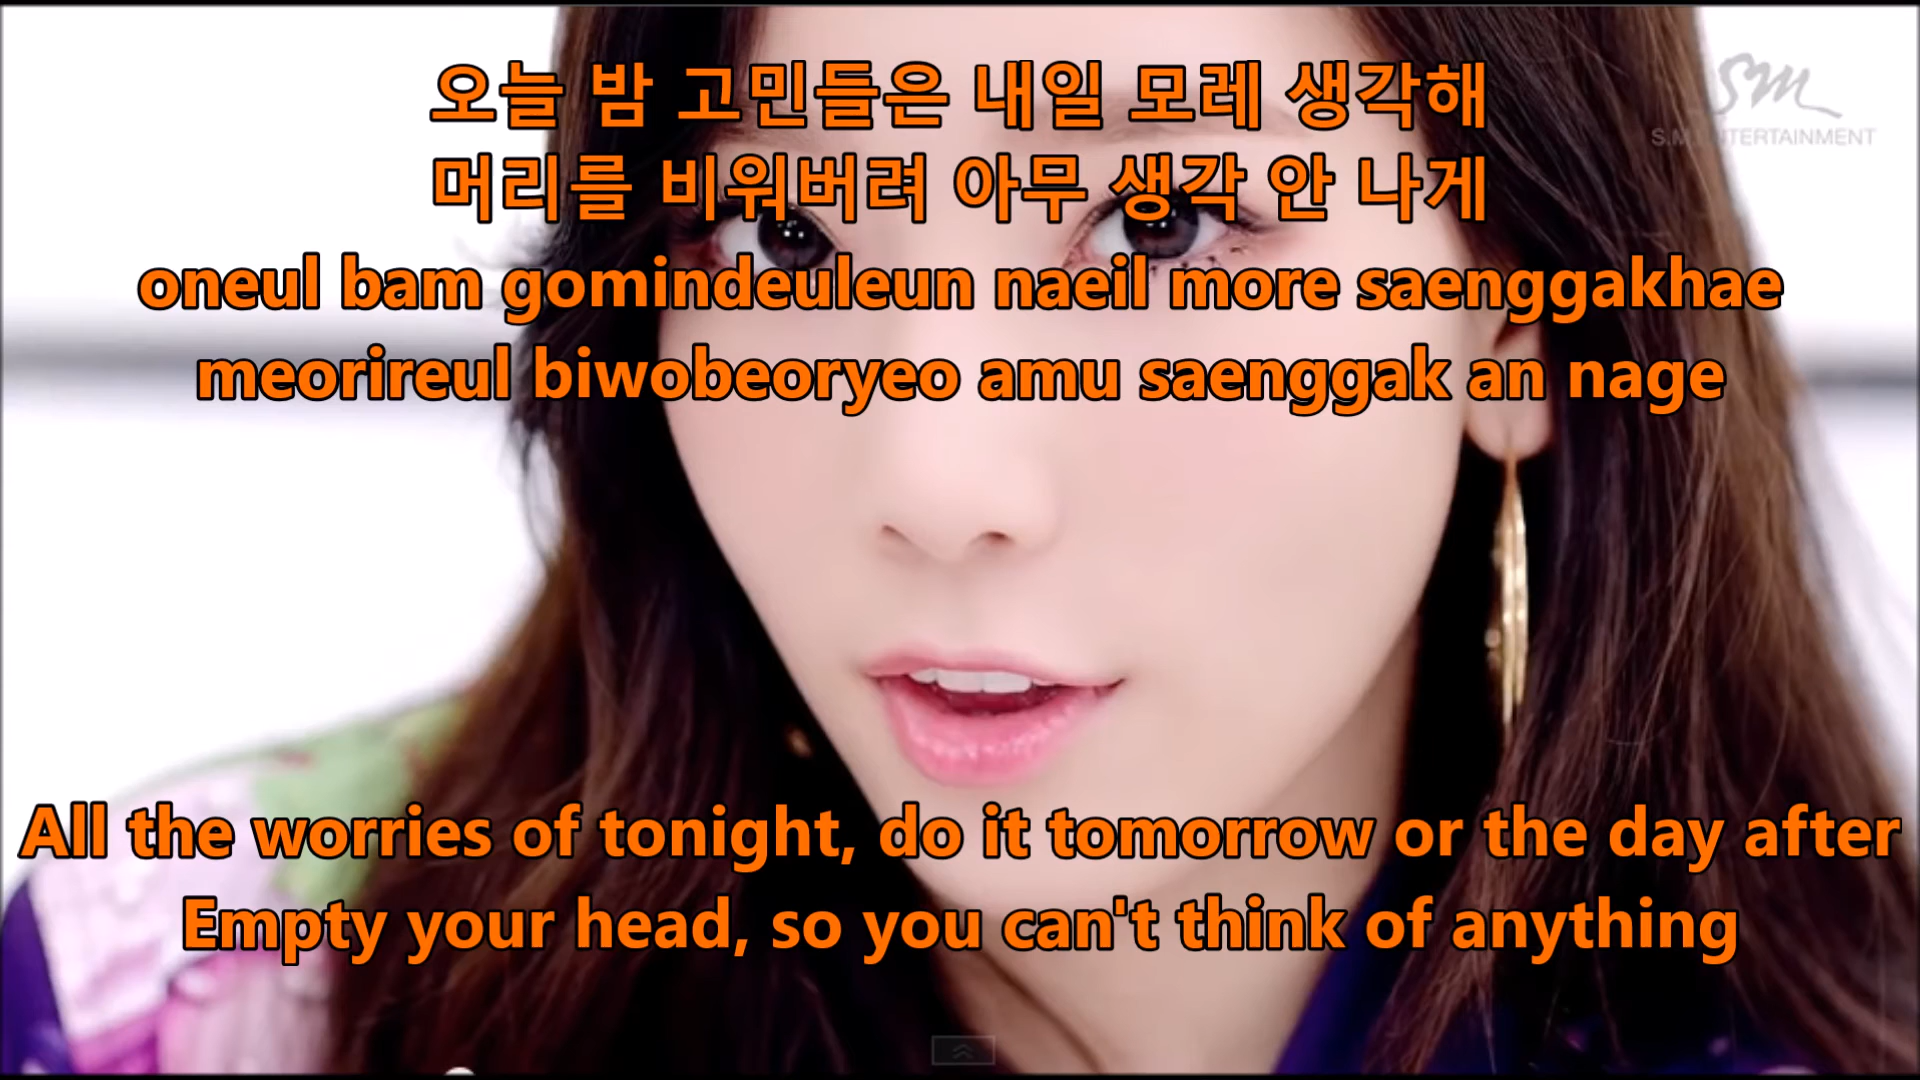 오늘 밤 고민들은 내일 모레 생각해
머리를 비워버려 아무 생각 안 나게
oneul bam gomindeuleun naeil more saenggakhae
meorireul biwobeoryeo amu saenggak an nage
All the worries of tonight, do it tomorrow or the day after
Empty your head, so you can't think of anything
SM
S.M.ENTERTAINMENT